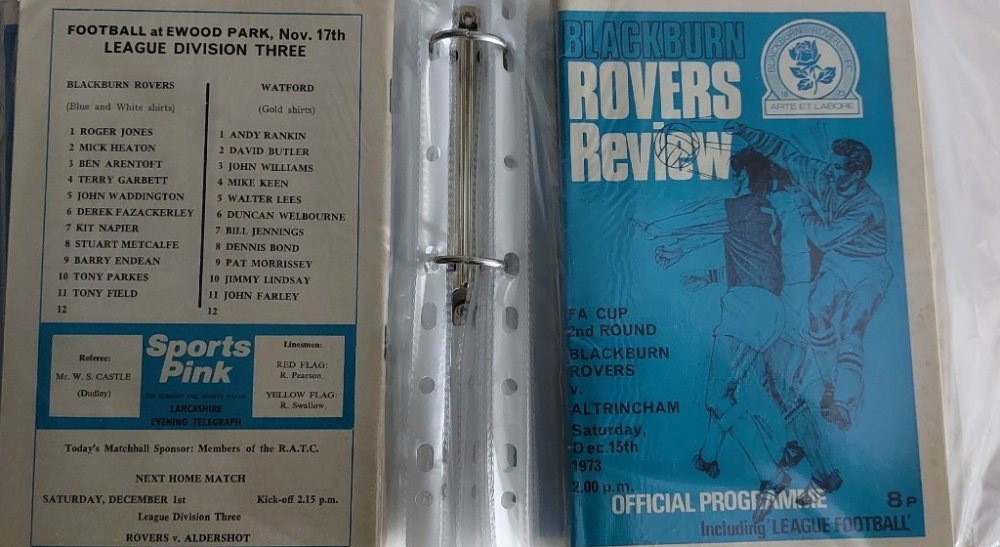 FOOTBALL at EWOOD PARK, Nov. 17th
LEAGUE DIVISION THREE
BLACKBURN ROVERS
(Blue and White shirts)
1 ROGER JONES
2 MICK HEATON
3 BEN ARENTOFT
4 TERRY GARBETT
5 JOHN WADDINGTON
6 DEREK FAZACKERLEY
7 KIT NAPIER
8 STUART METCALFE
9 BARRY ENDEAN
10 TONY PARKES
11 TONY FIELD
12
WATFORD
(Gold shirts)
1 ANDY RANKIN
2 DAVID BUTLER
3 JOHN WILLIAMS
4 MIKE KEEN
5 WALTER LEES
6 DUNCAN WELBOURNE
7 BILL JENNINGS
8 DENNIS BOND
9 PAT MORRISSEY
10 JIMMY LINDSAY
11 JOHN FARLEY
12
Referee:
Mr. W. S. CASTLE
(Dudley)
Sports
Pink
LANCASHIRE
EVENING TELEGRAPH
Linesmen:
RED FLAG:
R. Pearson.
YELLOW FLAG:
R. Swallow.
Today's Matchball Sponsor: Members of the R.A.T.C.
NEXT HOME MATCH
SATURDAY, DECEMBER 1st Kick-off 2.15 p.m.
League Division Three
ROVERS v. ALDERSHOT
BLACKBURN
ROVERS
Review
BLACKBURN ROVERS F.C.
18 75
ARTE ET LABORE
FA CUP
2nd ROUND
BLACKBURN
ROVERS
v.
ALTRINCHAM
Saturday,
Dec.15th
1973
2.00 p.m.
OFFICIAL PROGRAMME 8P
Including 'LEAGUE FOOTBALL'